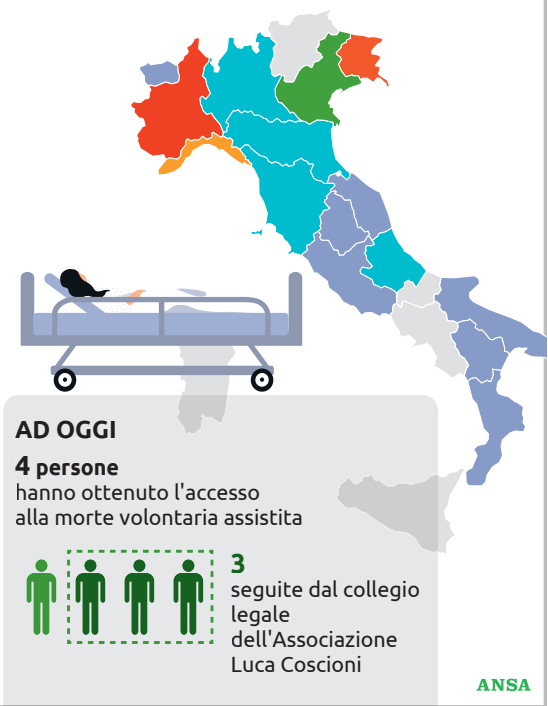 AD OGGI
4 persone
hanno ottenuto l'accesso
alla morte volontaria assistita
3
seguite dal collegio
legale
dell'Associazione
Luca Coscioni
ANSA